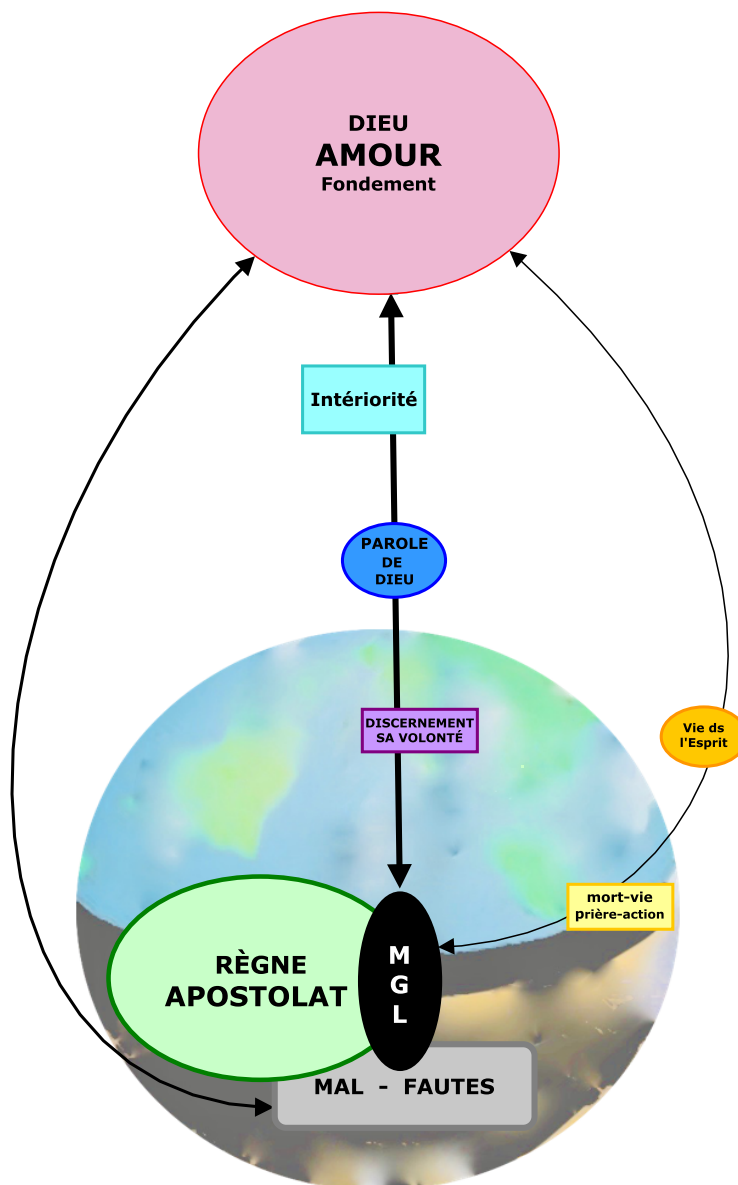 DIEU
AMOUR
Fondement
Intériorité
PAROLE
DE
DIEU
DISCERNEMENT
SA VOLONTÉ
Vie ds
l'Esprit
mort-vie
prière-action
RÈGNE
APOSTOLAT
M
G
L
MAL - FAUTES